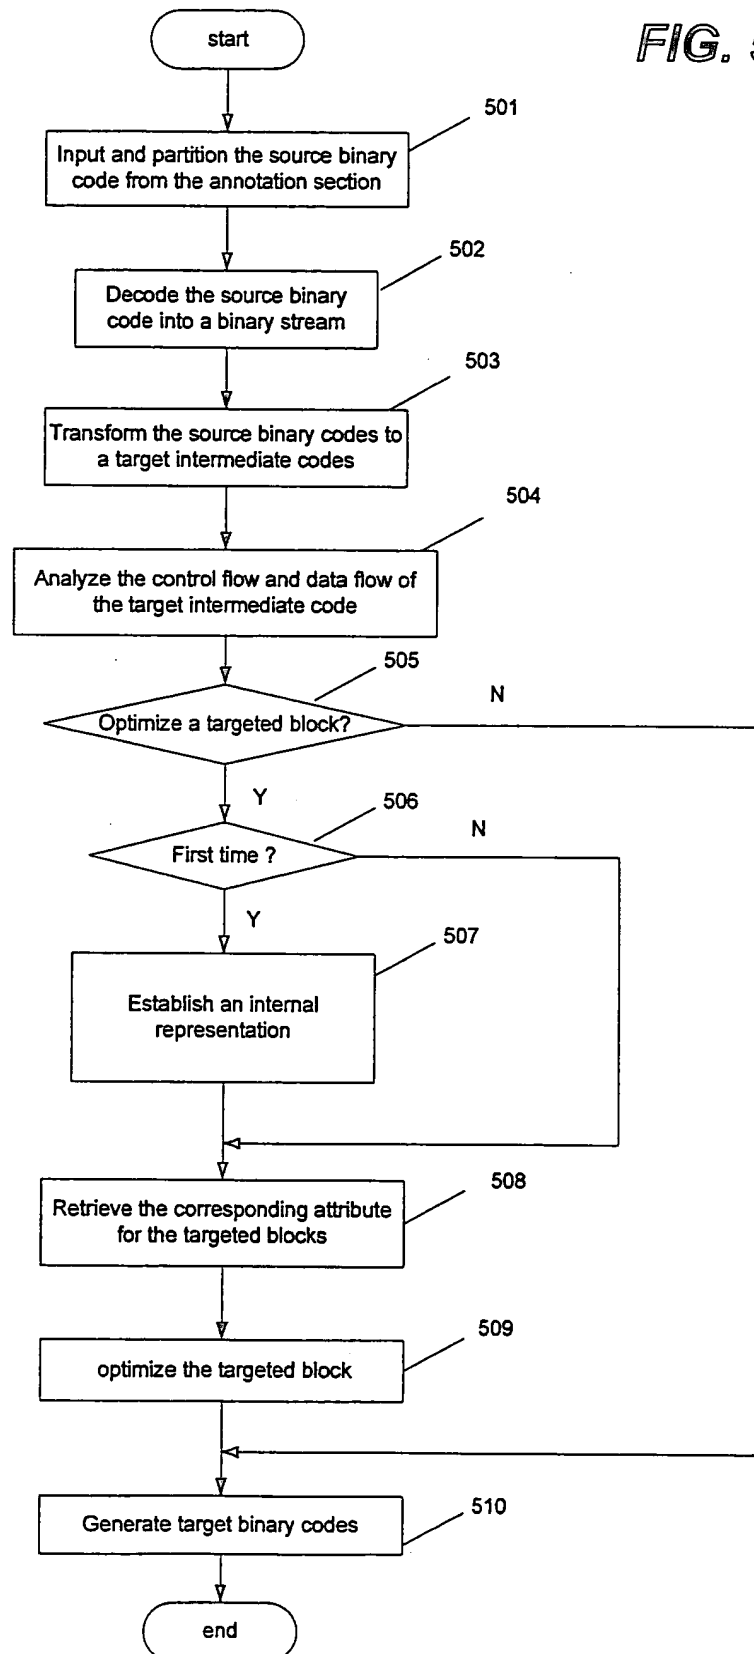 FIG. 5
start
501
Input and partition the source binary
code from the annotation section
502
Decode the source binary
code into a binary stream
503
Transform the source binary codes to
a target intermediate codes
504
Analyze the control flow and data flow of
the target intermediate code
505
Optimize a targeted block?
N
Y
506
First time ?
N
Y
507
Establish an internal
representation
508
Retrieve the corresponding attribute
for the targeted blocks
509
optimize the targeted block
510
Generate target binary codes
end